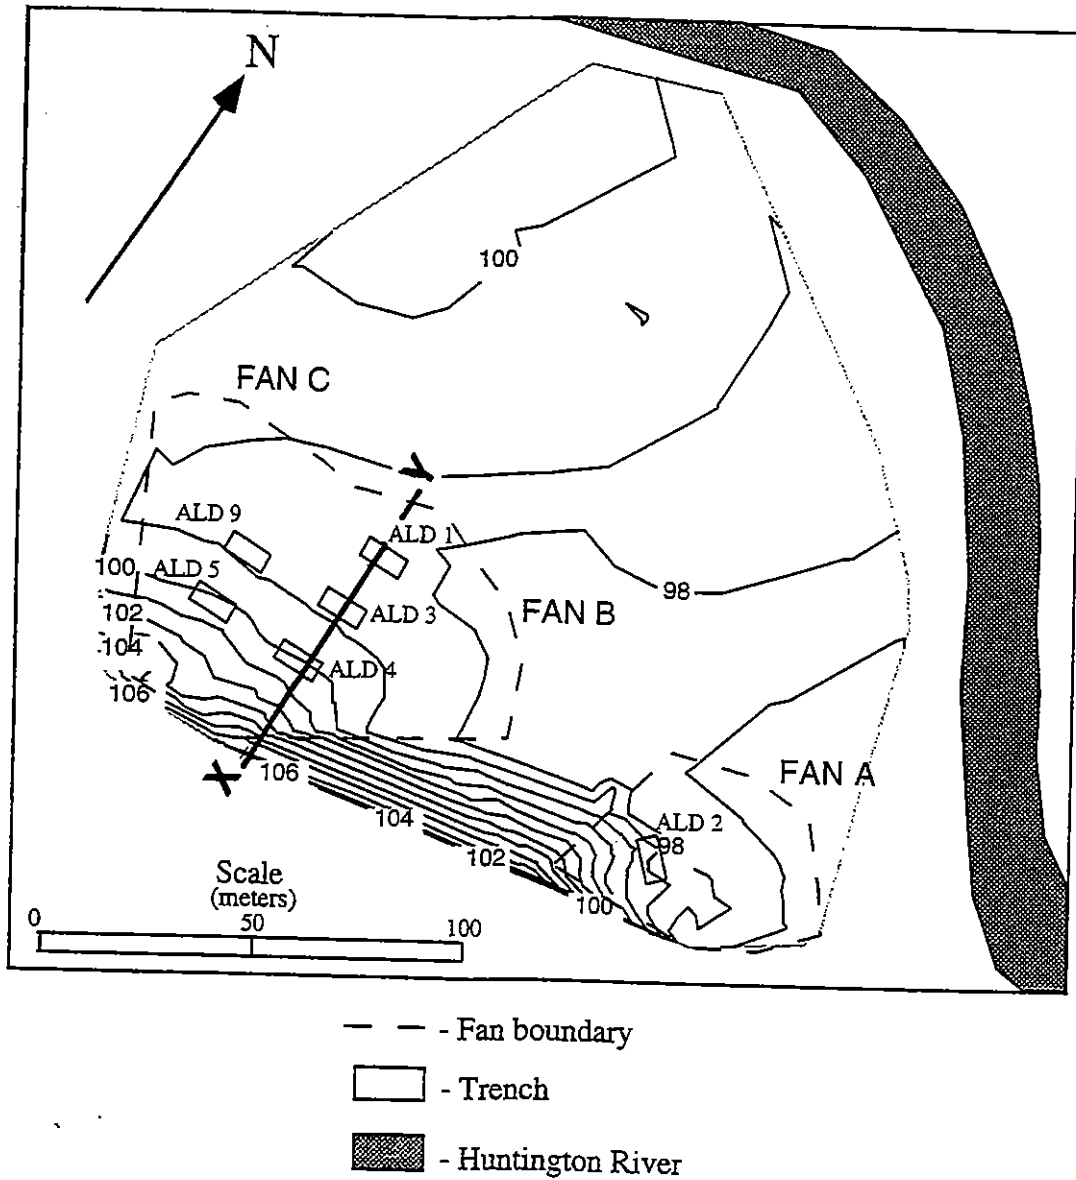 N
100
FAN C
Y
ALD 9
ALD 1
100
ALD 5
98
102
ALD 3
FAN B
104
ALD 4
106
X
106
FAN A
104
ALD 2
98
102
Scale
(meters)
100
0
50
100
- Fan boundary
- Trench
- Huntington River